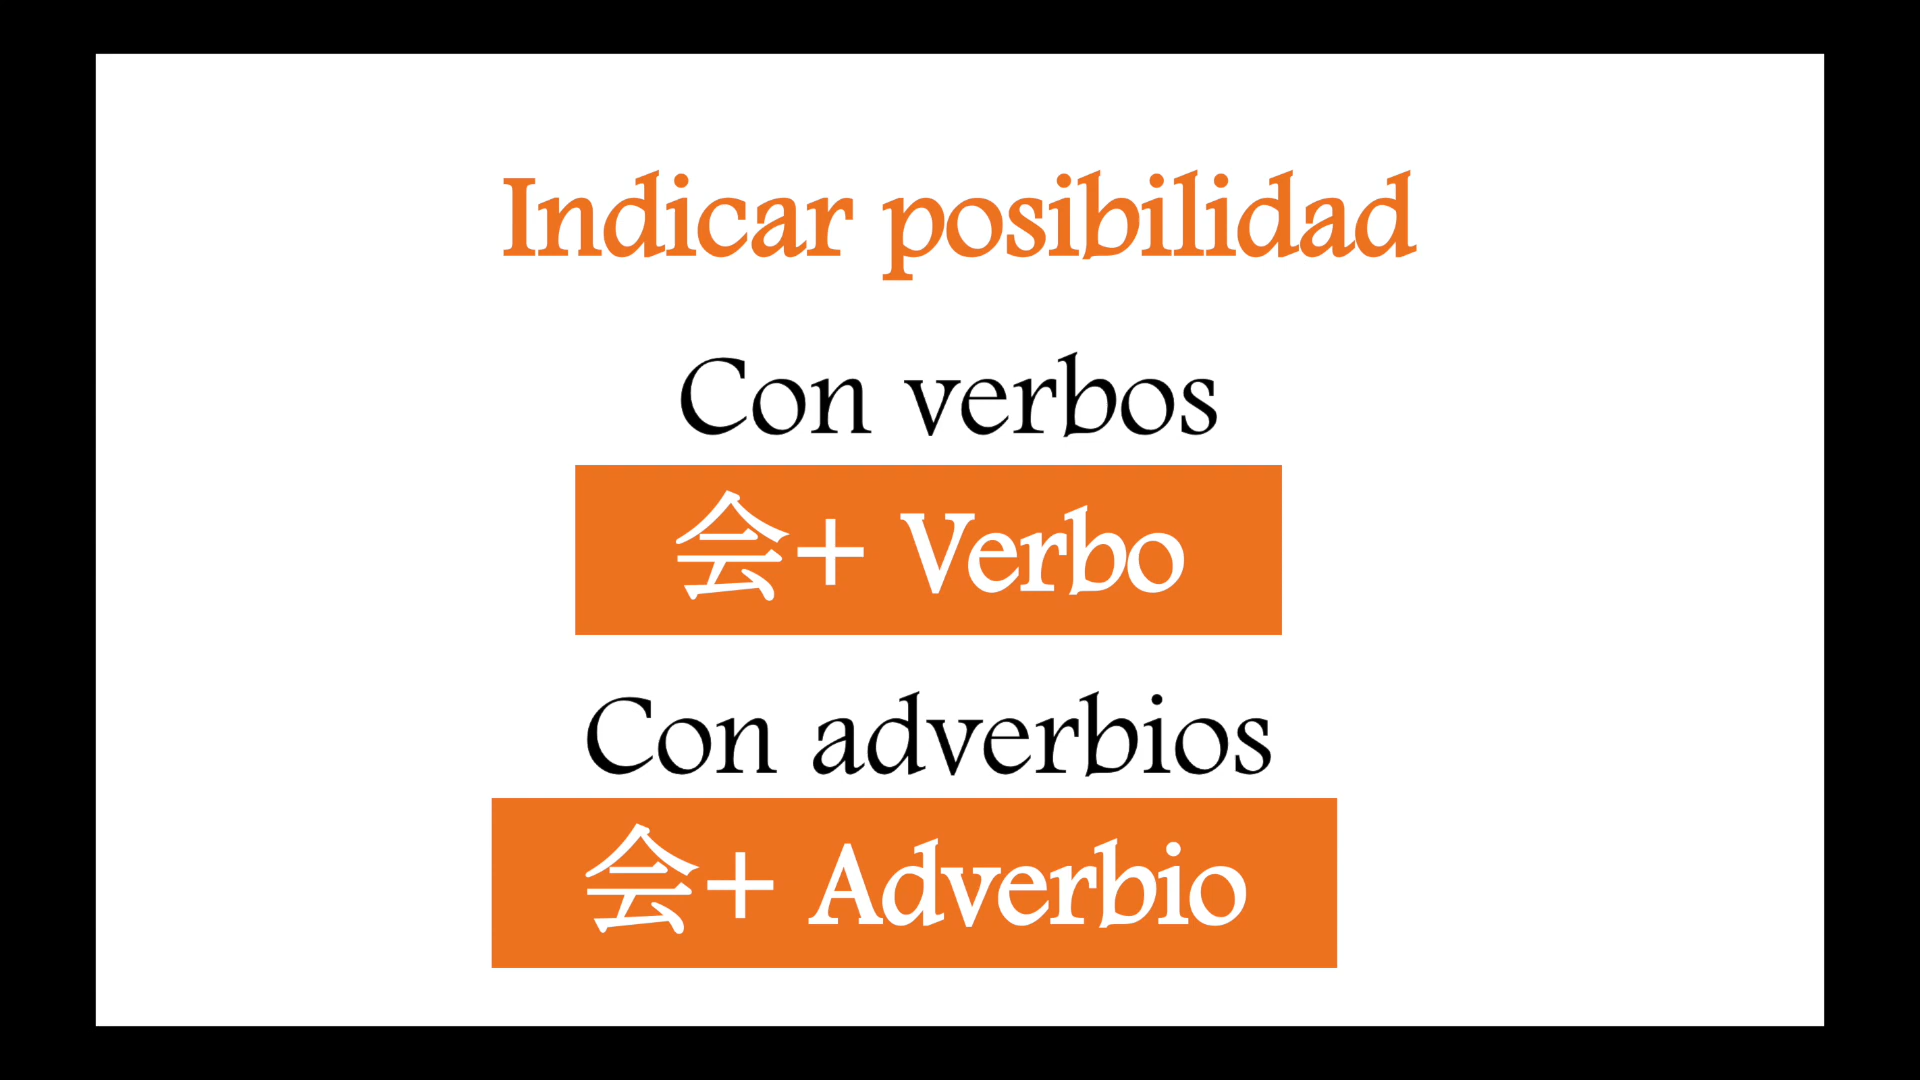 Indicar posibilidad
Con verbos
会+ Verbo
Con adverbios
会+ Adverbio